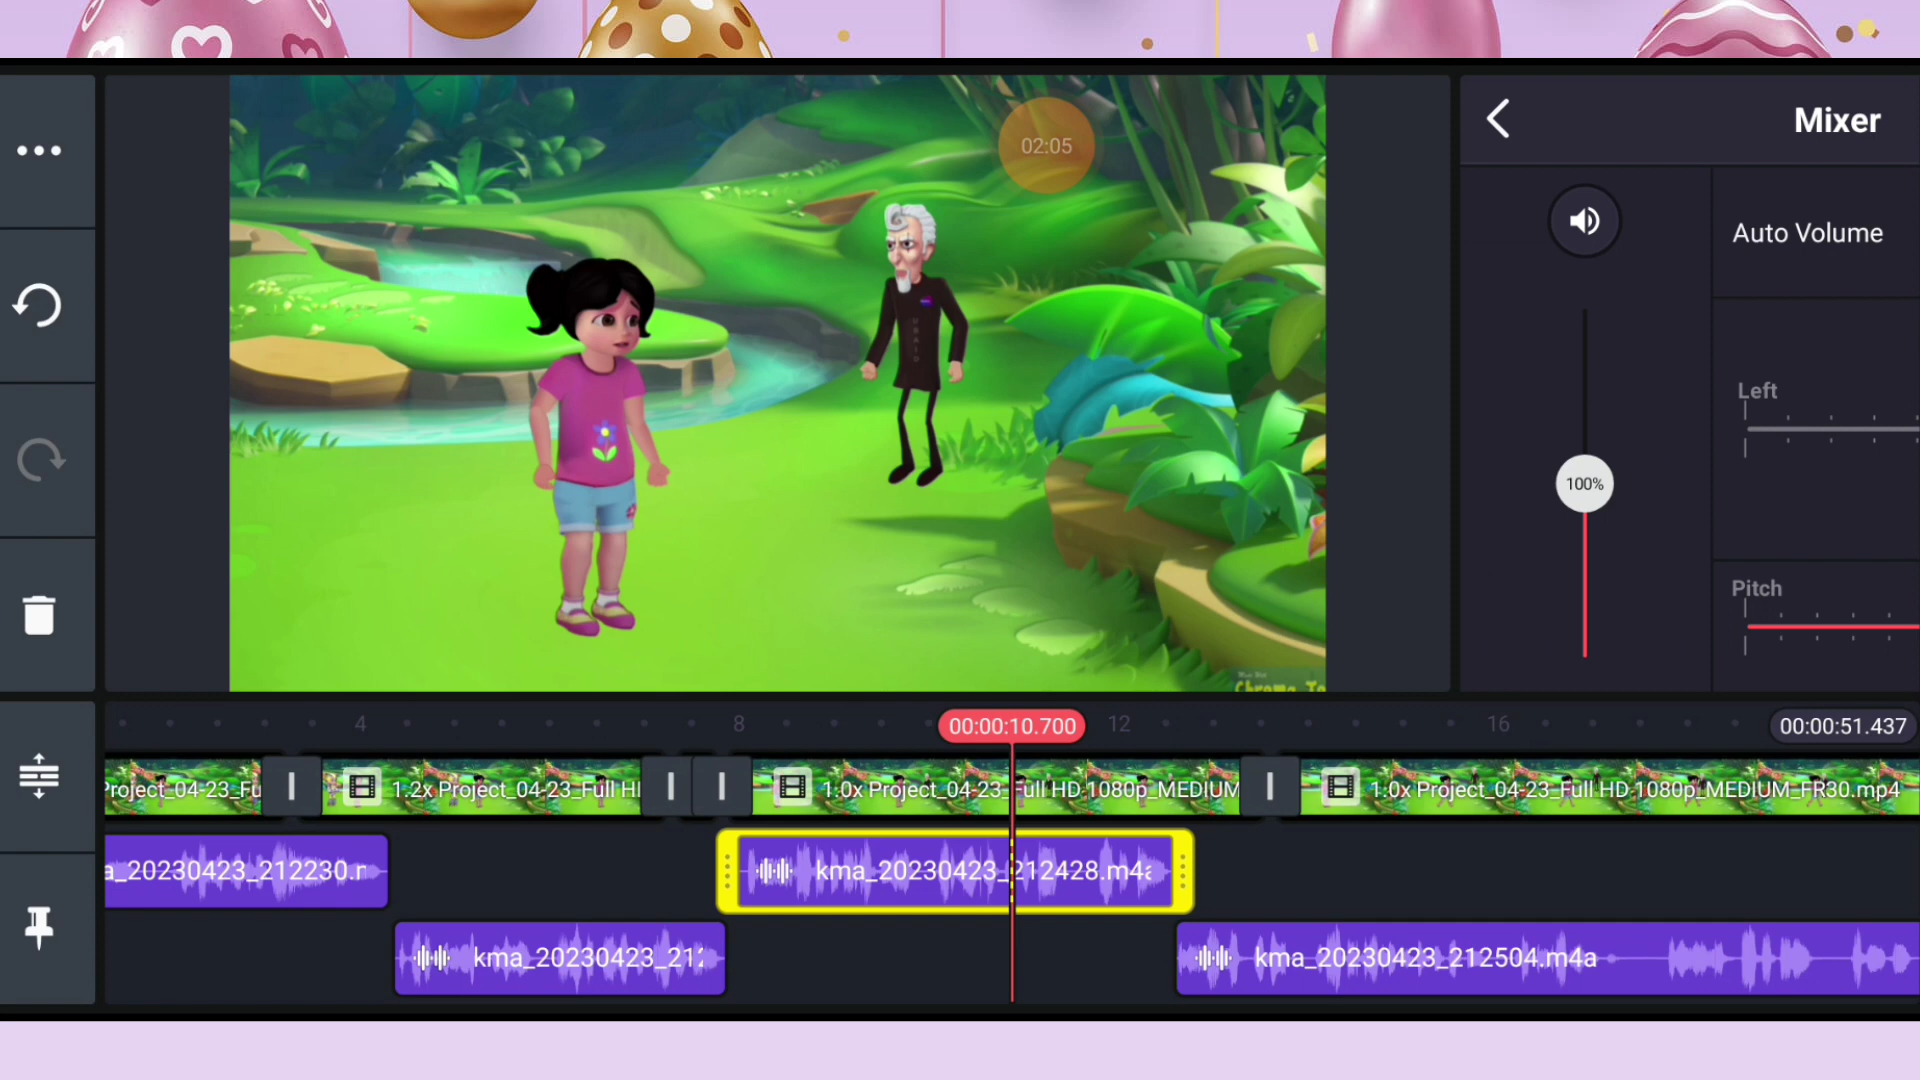 Mixer
02:05
Auto Volume
UBAID
Left
100%
Pitch
4
8
00:00:10.700
12
16
00:00:51.437
Project_04-23_Fu
1.2x Project_04-23_Full H
1.0x Project_04-23_Full HD 1080p_MEDIUM
1.0x Project_04-23_Full HD 1080p_MEDIUM_FR30.mp4
a_20230423_212230.r
kma_20230423_212428.m4a
kma_20230423_212
kma_20230423_212504.m4a